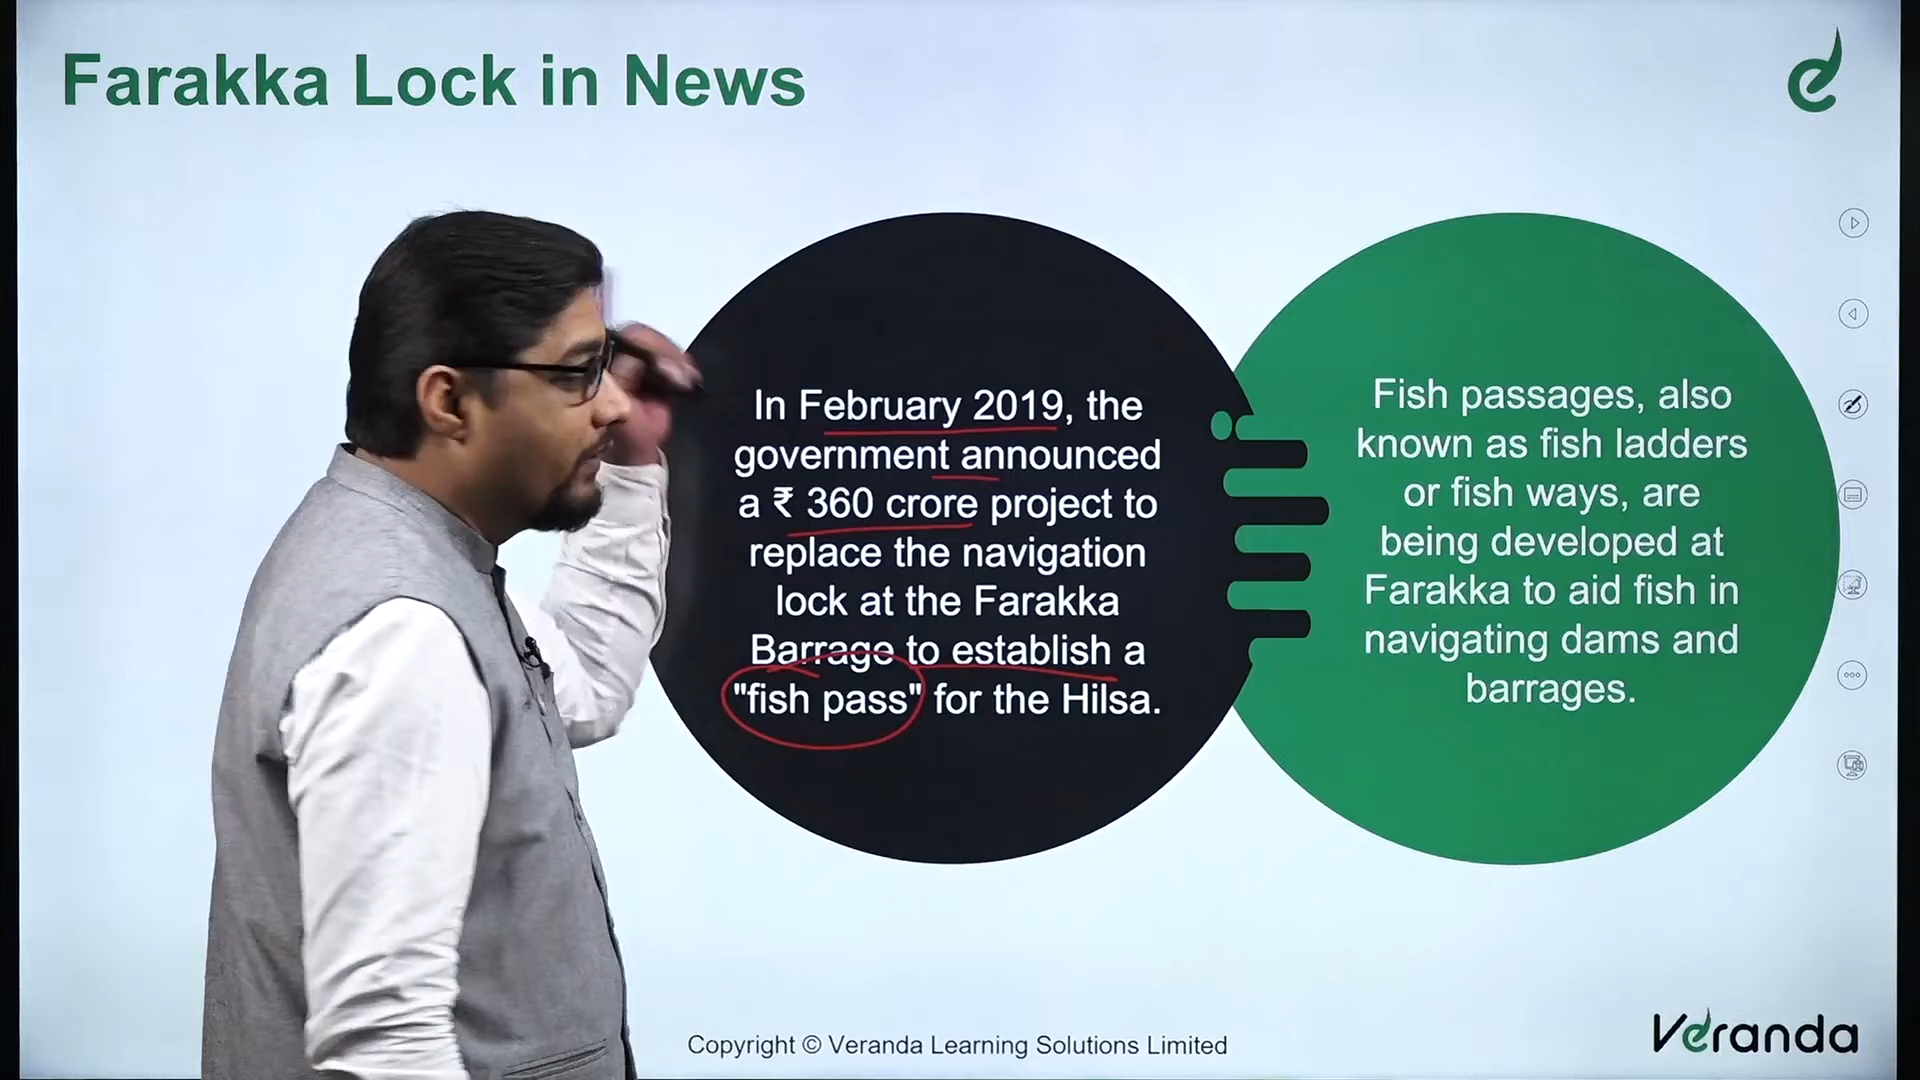 Farakka Lock in News
In February 2019, the
government announced
a ₹ 360 crore project to
replace the navigation
lock at the Farakka
Barrage to establish a
"fish pass" for the Hilsa.
Fish passages, also
known as fish ladders
or fish ways, are
being developed at
Farakka to aid fish in
navigating dams and
barrages.
Copyright © Veranda Learning Solutions Limited
Veranda